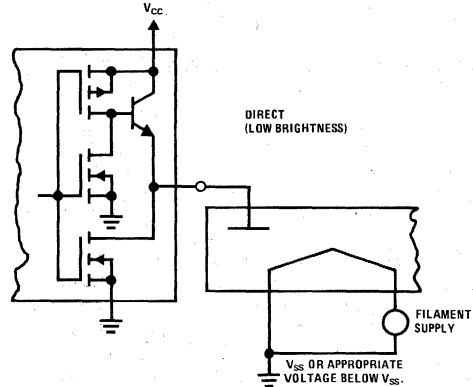 VCC
DIRECT
(LOW BRIGHTNESS)
FILAMENT
SUPPLY
VSS OR APPROPRIATE
VOLTAGE BELOW VSS.